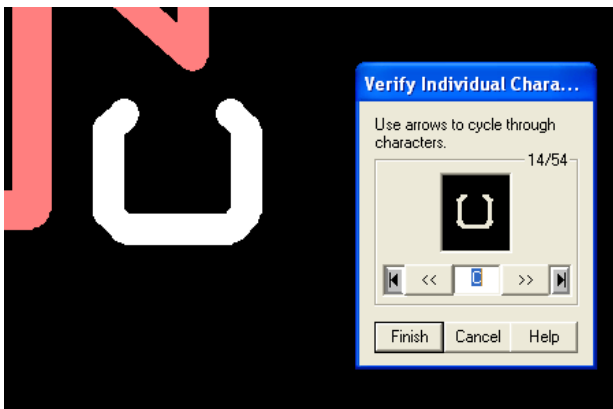 Verify Individual Chara...
Use arrows to cycle through
characters.
14/54
<< C >>
Finish Cancel Help